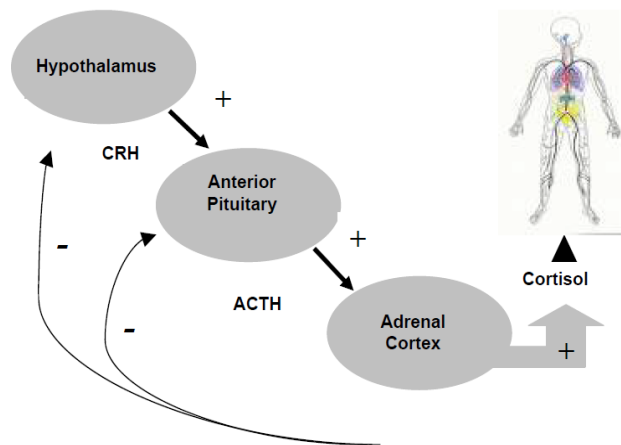 Hypothalamus
+
CRH
Anterior
Pituitary
+
-
-
ACTH
Cortisol
Adrenal
Cortex
+